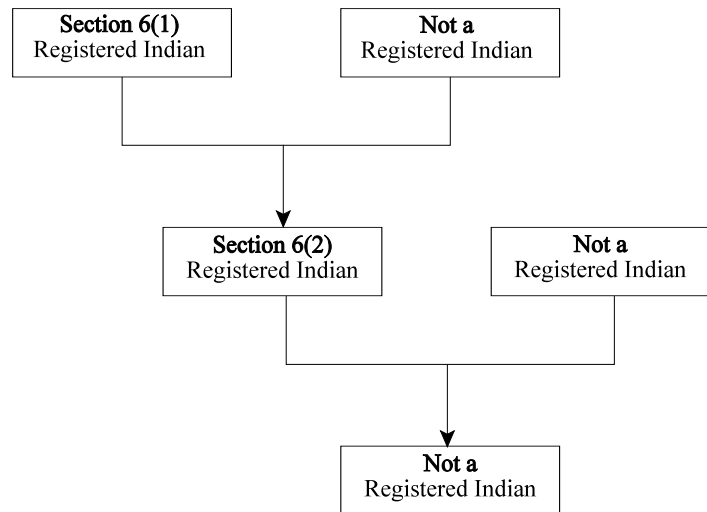 Section 6(1)
Registered Indian
Not a
Registered Indian
Section 6(2)
Registered Indian
Not a
Registered Indian
Not a
Registered Indian